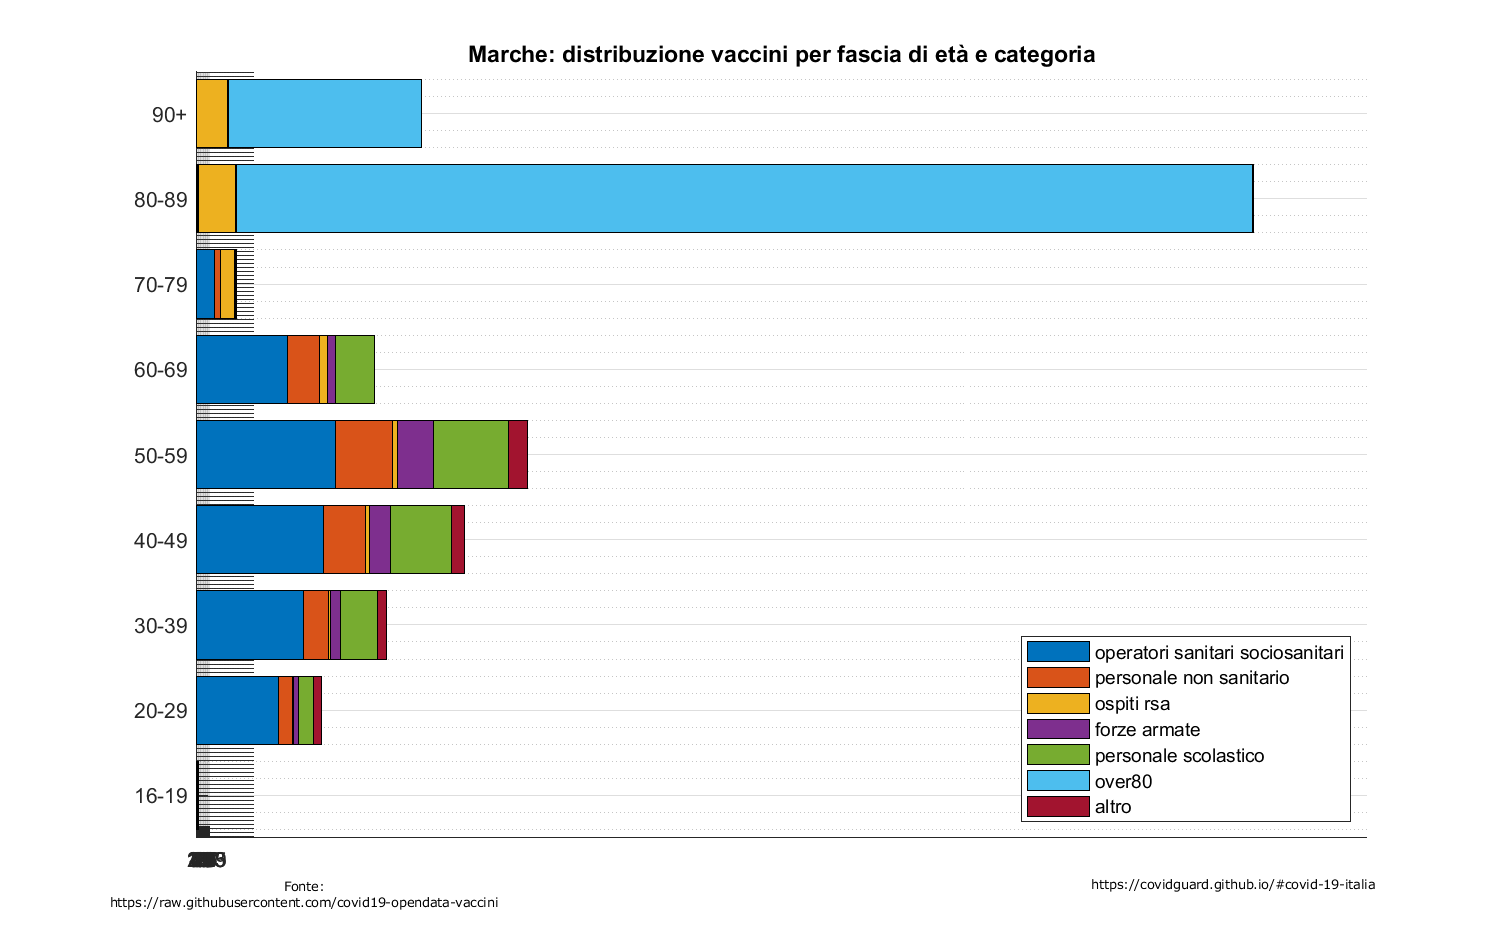 Marche: distribuzione vaccini per fascia di età e categoria
90+
80-89
70-79
60-69
50-59
40-49
30-39
20-29
16-19
operatori sanitari sociosanitari
personale non sanitario
ospiti rsa
forze armate
personale scolastico
over80
altro
Fonte:
https://raw.githubusercontent.com/covid19-opendata-vaccini
https://covidguard.github.io/#covid-19-italia